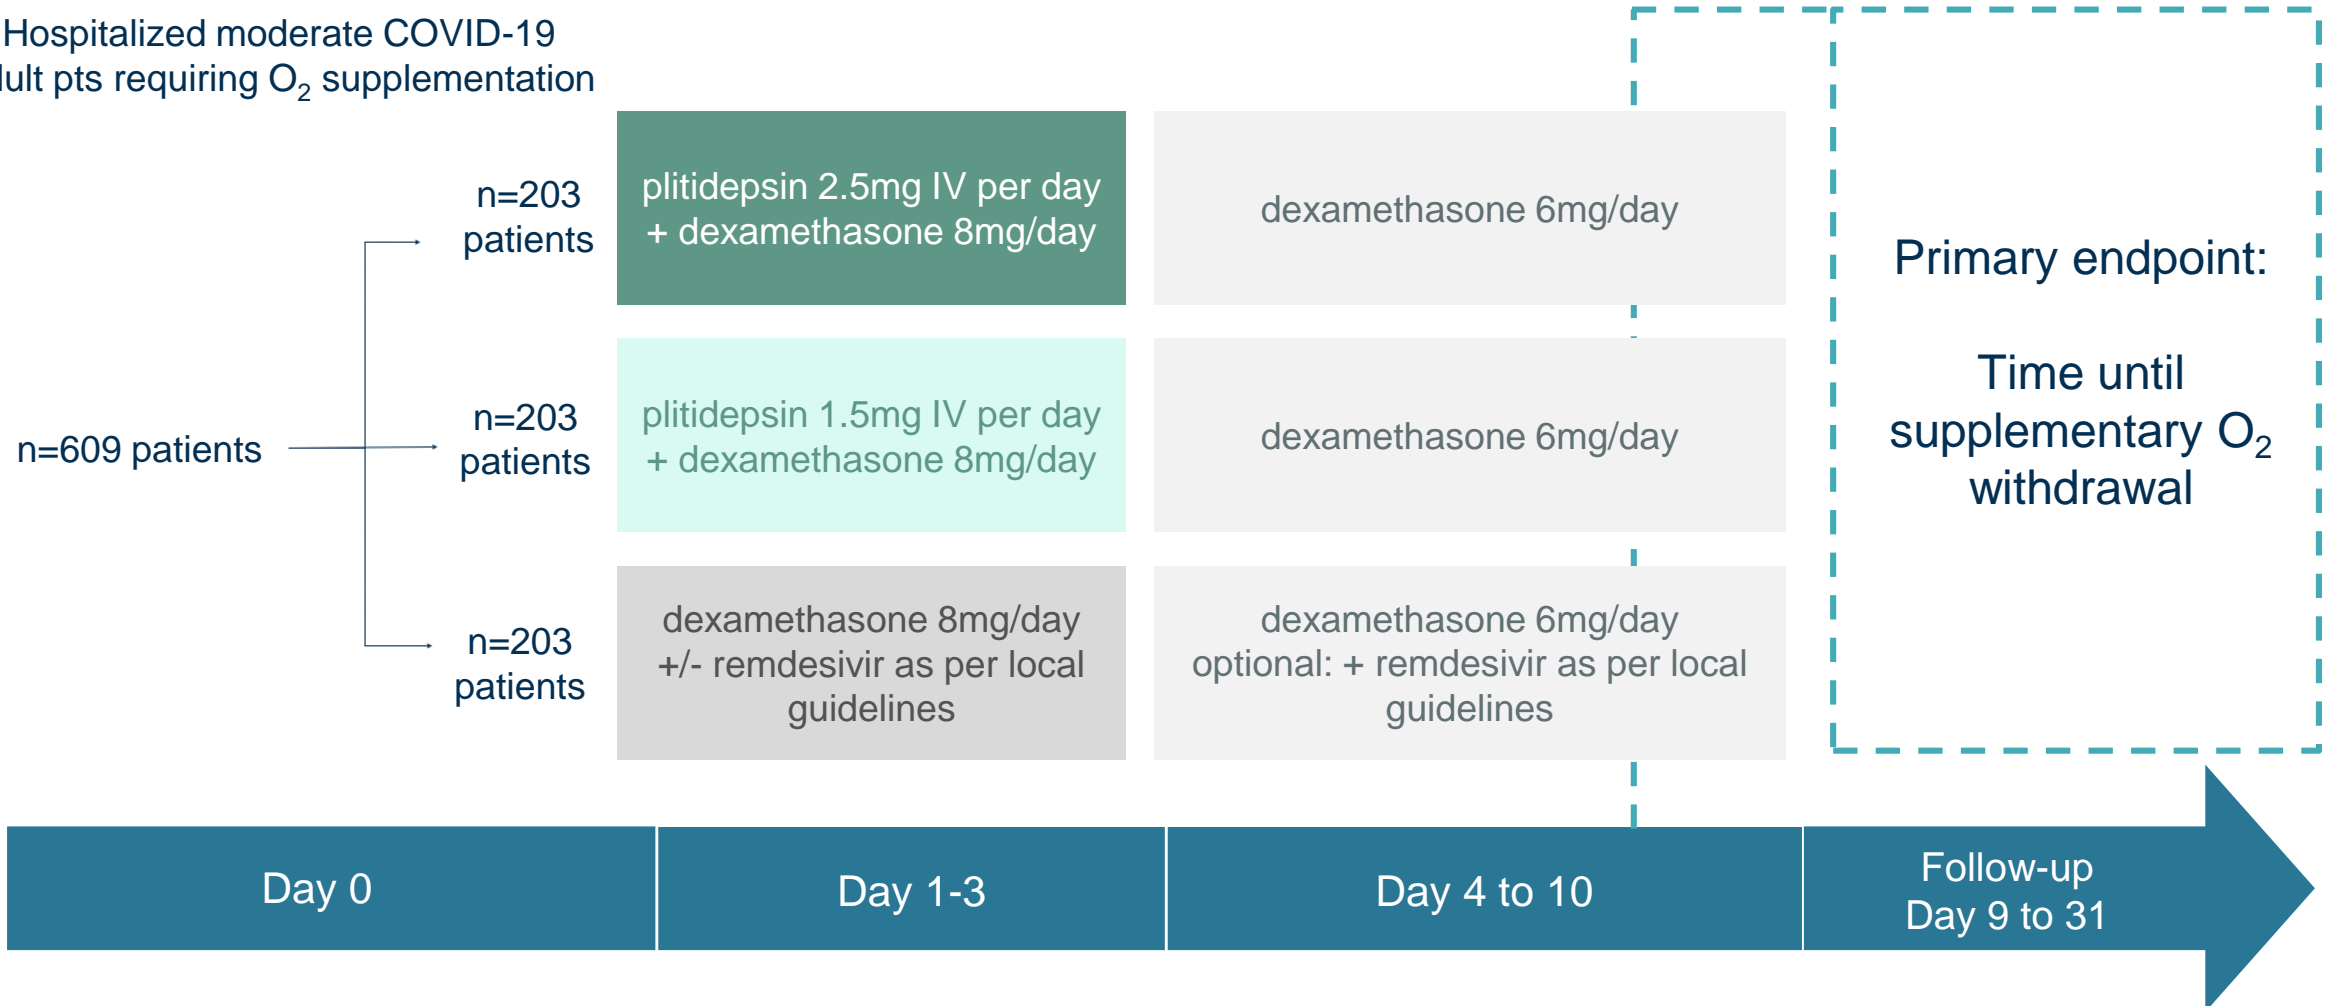 Hospitalized moderate COVID-19
pts requiring O₂ supplementation
n=609 patients
n=203
patients
plitidepsin 2.5mg IV per day
+ dexamethasone 8mg/day
dexamethasone 6mg/day
n=203
patients
plitidepsin 1.5mg IV per day
+ dexamethasone 8mg/day
dexamethasone 6mg/day
n=203
patients
dexamethasone 8mg/day
+/- remdesivir as per local
guidelines
dexamethasone 6mg/day
optional: + remdesivir as per local
guidelines
Primary endpoint:
Time until
supplementary O₂
withdrawal
Day 0
Day 1-3
Day 4 to 10
Follow-up
Day 9 to 31